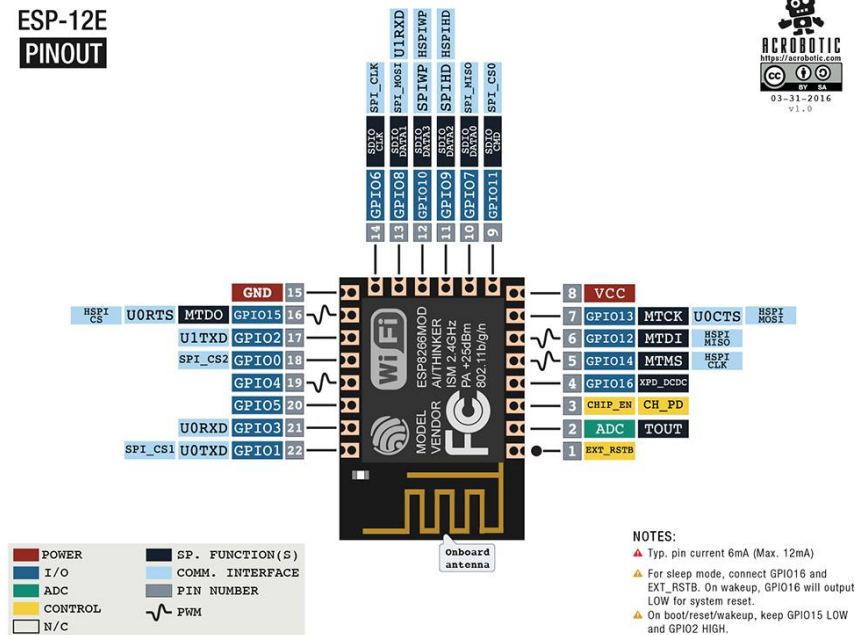 ESP-12E
PINOUT
ACROBOTIC
https://acrobotic.com
CC BY SA
03-31-2016
v1.0
SPI_CLK
SDIO CLK
GPIO6
14
U1RXD
SPI_MOSI
SDIO DATA1
GPIO8
13
HSPIWP
SPIWP
SDIO DATA3
GPIO10
12
HSPIHD
SPIHD
SDIO DATA2
GPIO9
11
SPI_MISO
SDIO DATA0
GPIO7
10
SPI_CS0
SDIO CMD
GPIO11
9
GND 15
HSPI CS U0RTS MTDO GPIO15 16
U1TXD GPIO2 17
SPI_CS2 GPIO0 18
GPIO4 19
GPIO5 20
U0RXD GPIO3 21
SPI_CS1 U0TXD GPIO1 22
WiFi
MODEL ESP8266MOD
VENDOR AI/THINKER
ISM 2.4GHz
PA +25dBm
802.11b/g/n
FC
8 VCC
7 GPIO13 MTCK U0CTS HSPI MOSI
6 GPIO12 MTDI HSPI MISO
5 GPIO14 MTMS HSPI CLK
4 GPIO16 XPD_DCDC
3 CHIP_EN CH_PD
2 ADC TOUT
1 EXT_RSTB
Onboard
antenna
POWER
I/O
ADC
CONTROL
N/C
SP. FUNCTION(S)
COMM. INTERFACE
PIN NUMBER
PWM
NOTES:
Typ. pin current 6mA (Max. 12mA)
For sleep mode, connect GPIO16 and
EXT_RSTB. On wakeup, GPIO16 will output
LOW for system reset.
On boot/reset/wakeup, keep GPIO15 LOW
and GPIO2 HIGH.